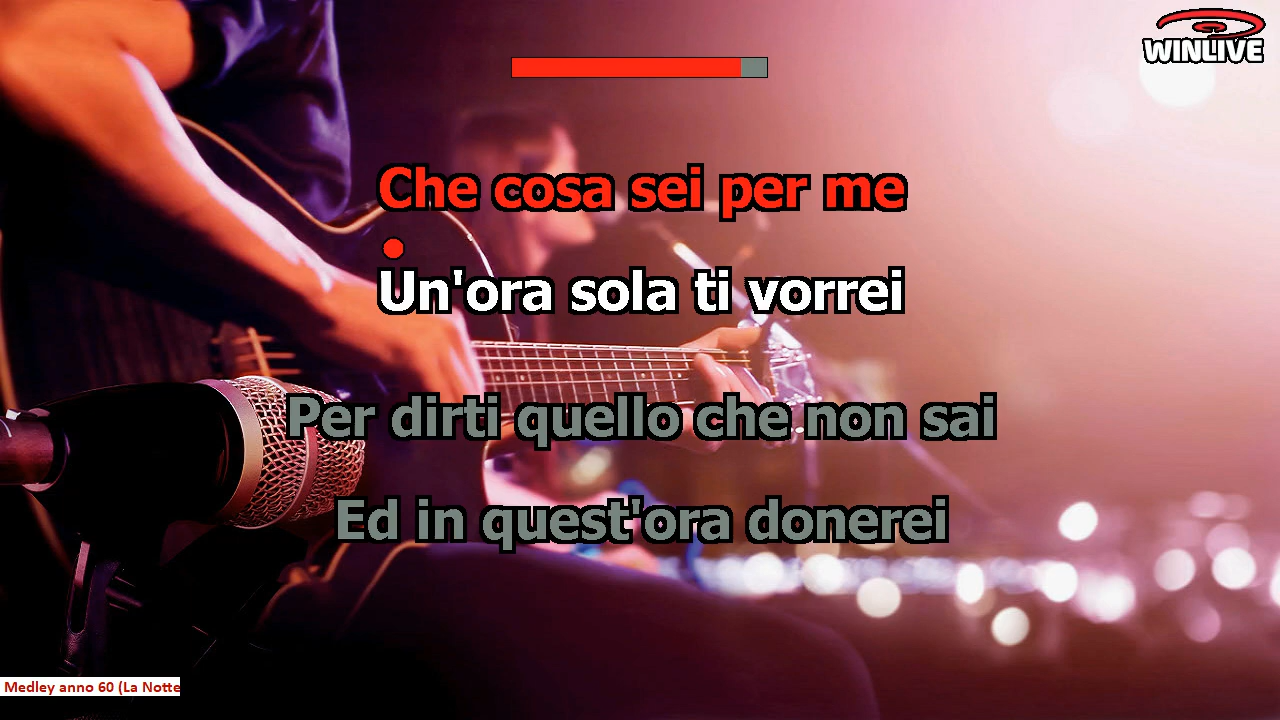 WINLIVE
Che cosa sei per me
Un'ora sola ti vorrei
Per dirti quello che non sai
Ed in quest'ora donerei
Medley anno 60 (La Notte